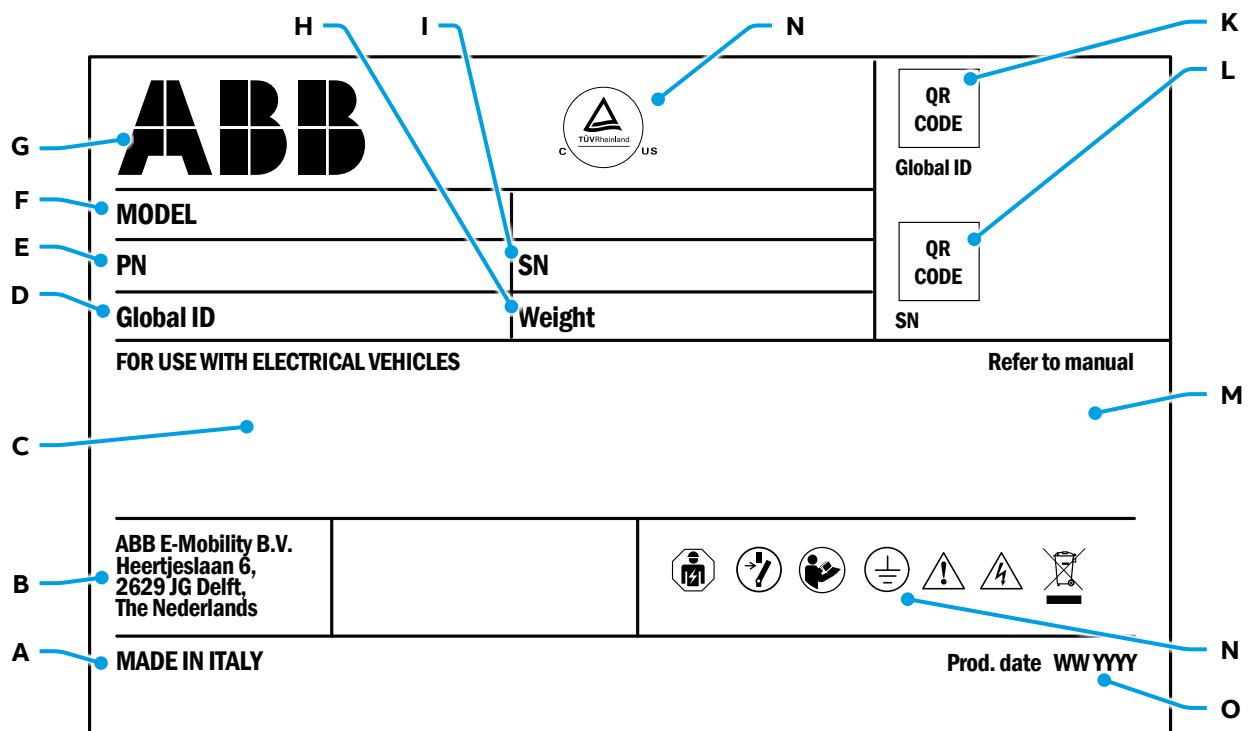 H I N K
L
ABB
TÜVRheinland
C US
QR
CODE
Global ID
G
F MODEL
E PN SN
QR
CODE
D Global ID Weight SN
FOR USE WITH ELECTRICAL VEHICLES Refer to manual
M
C
ABB E-Mobility B.V.
Heertjeslaan 6,
B 2629 JG Delft,
The Nederlands
A MADE IN ITALY Prod. date WW YYYY N
O